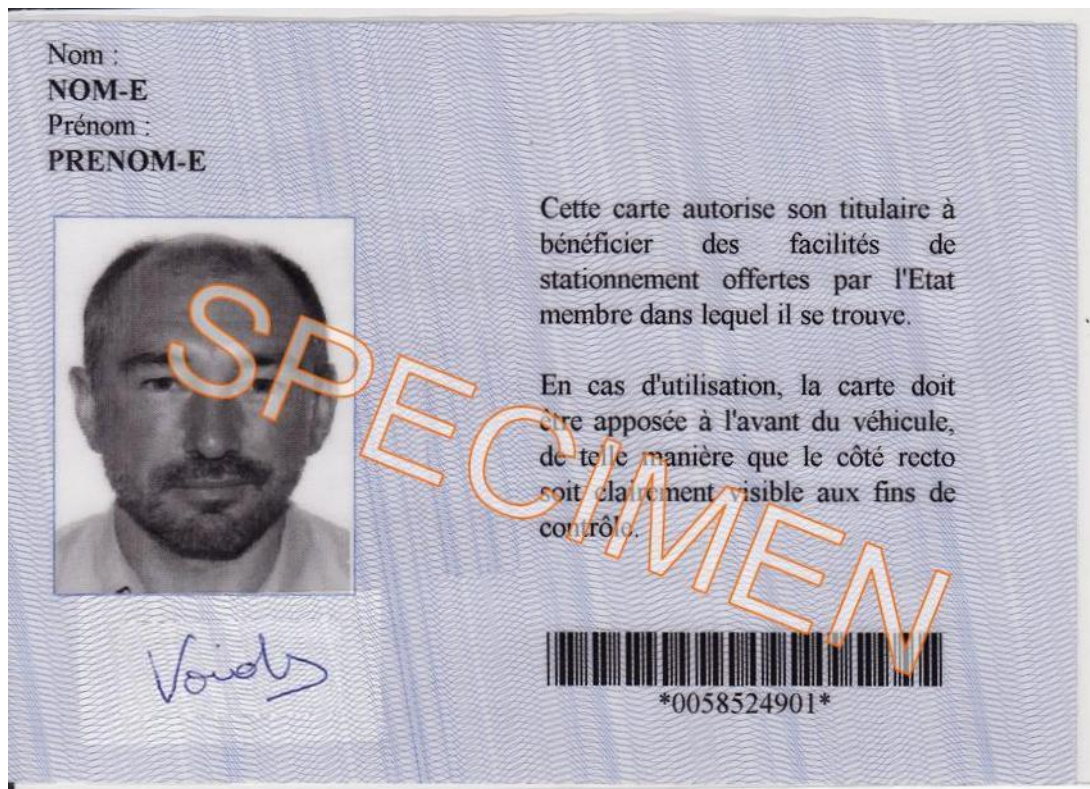 Nom :
NOM-E
Prénom :
PRENOM-E
Cette carte autorise son titulaire à
bénéficier des facilités de
stationnement offertes par l'Etat
membre dans lequel il se trouve.
En cas d'utilisation, la carte doit
être apposée à l'avant du véhicule,
de telle manière que le côté recto
soit clairement visible aux fins de
contrôle.
SPECIMEN
*0058524901*